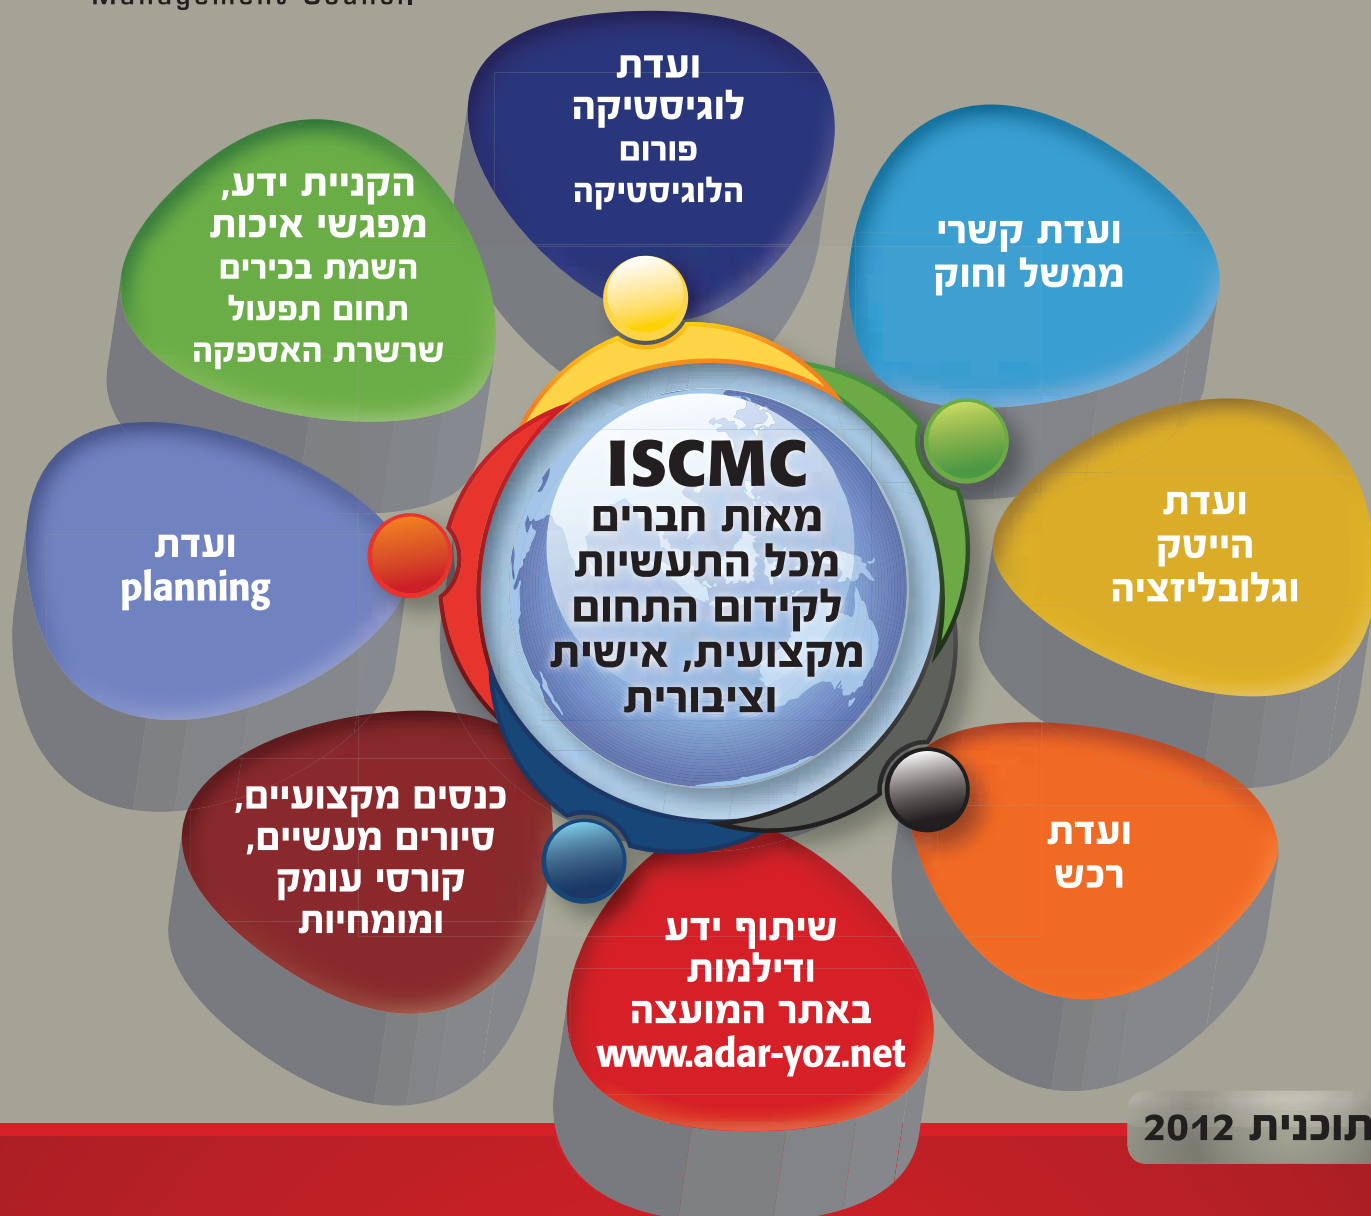 Management Council
ועדת
לוגיסטיקה
פורום
הלוגיסטיקה
ועדת קשרי
ממשל וחוק
ועדת
הייטק
וגלובליזציה
ועדת
רכש
שיתוף ידע
ודילמות
באתר המועצה
www.adar-yoz.net
כנסים מקצועיים,
סיורים מעשיים,
קורסי עומק
ומומחיות
ועדת
planning
הקניית ידע,
מפגשי איכות
השמת בכירים
תחום תפעול
שרשרת האספקה
ISCMC
מאות חברים
מכל התעשיות
לקידום התחום
מקצועית, אישית
וציבורית
תוכנית 2012